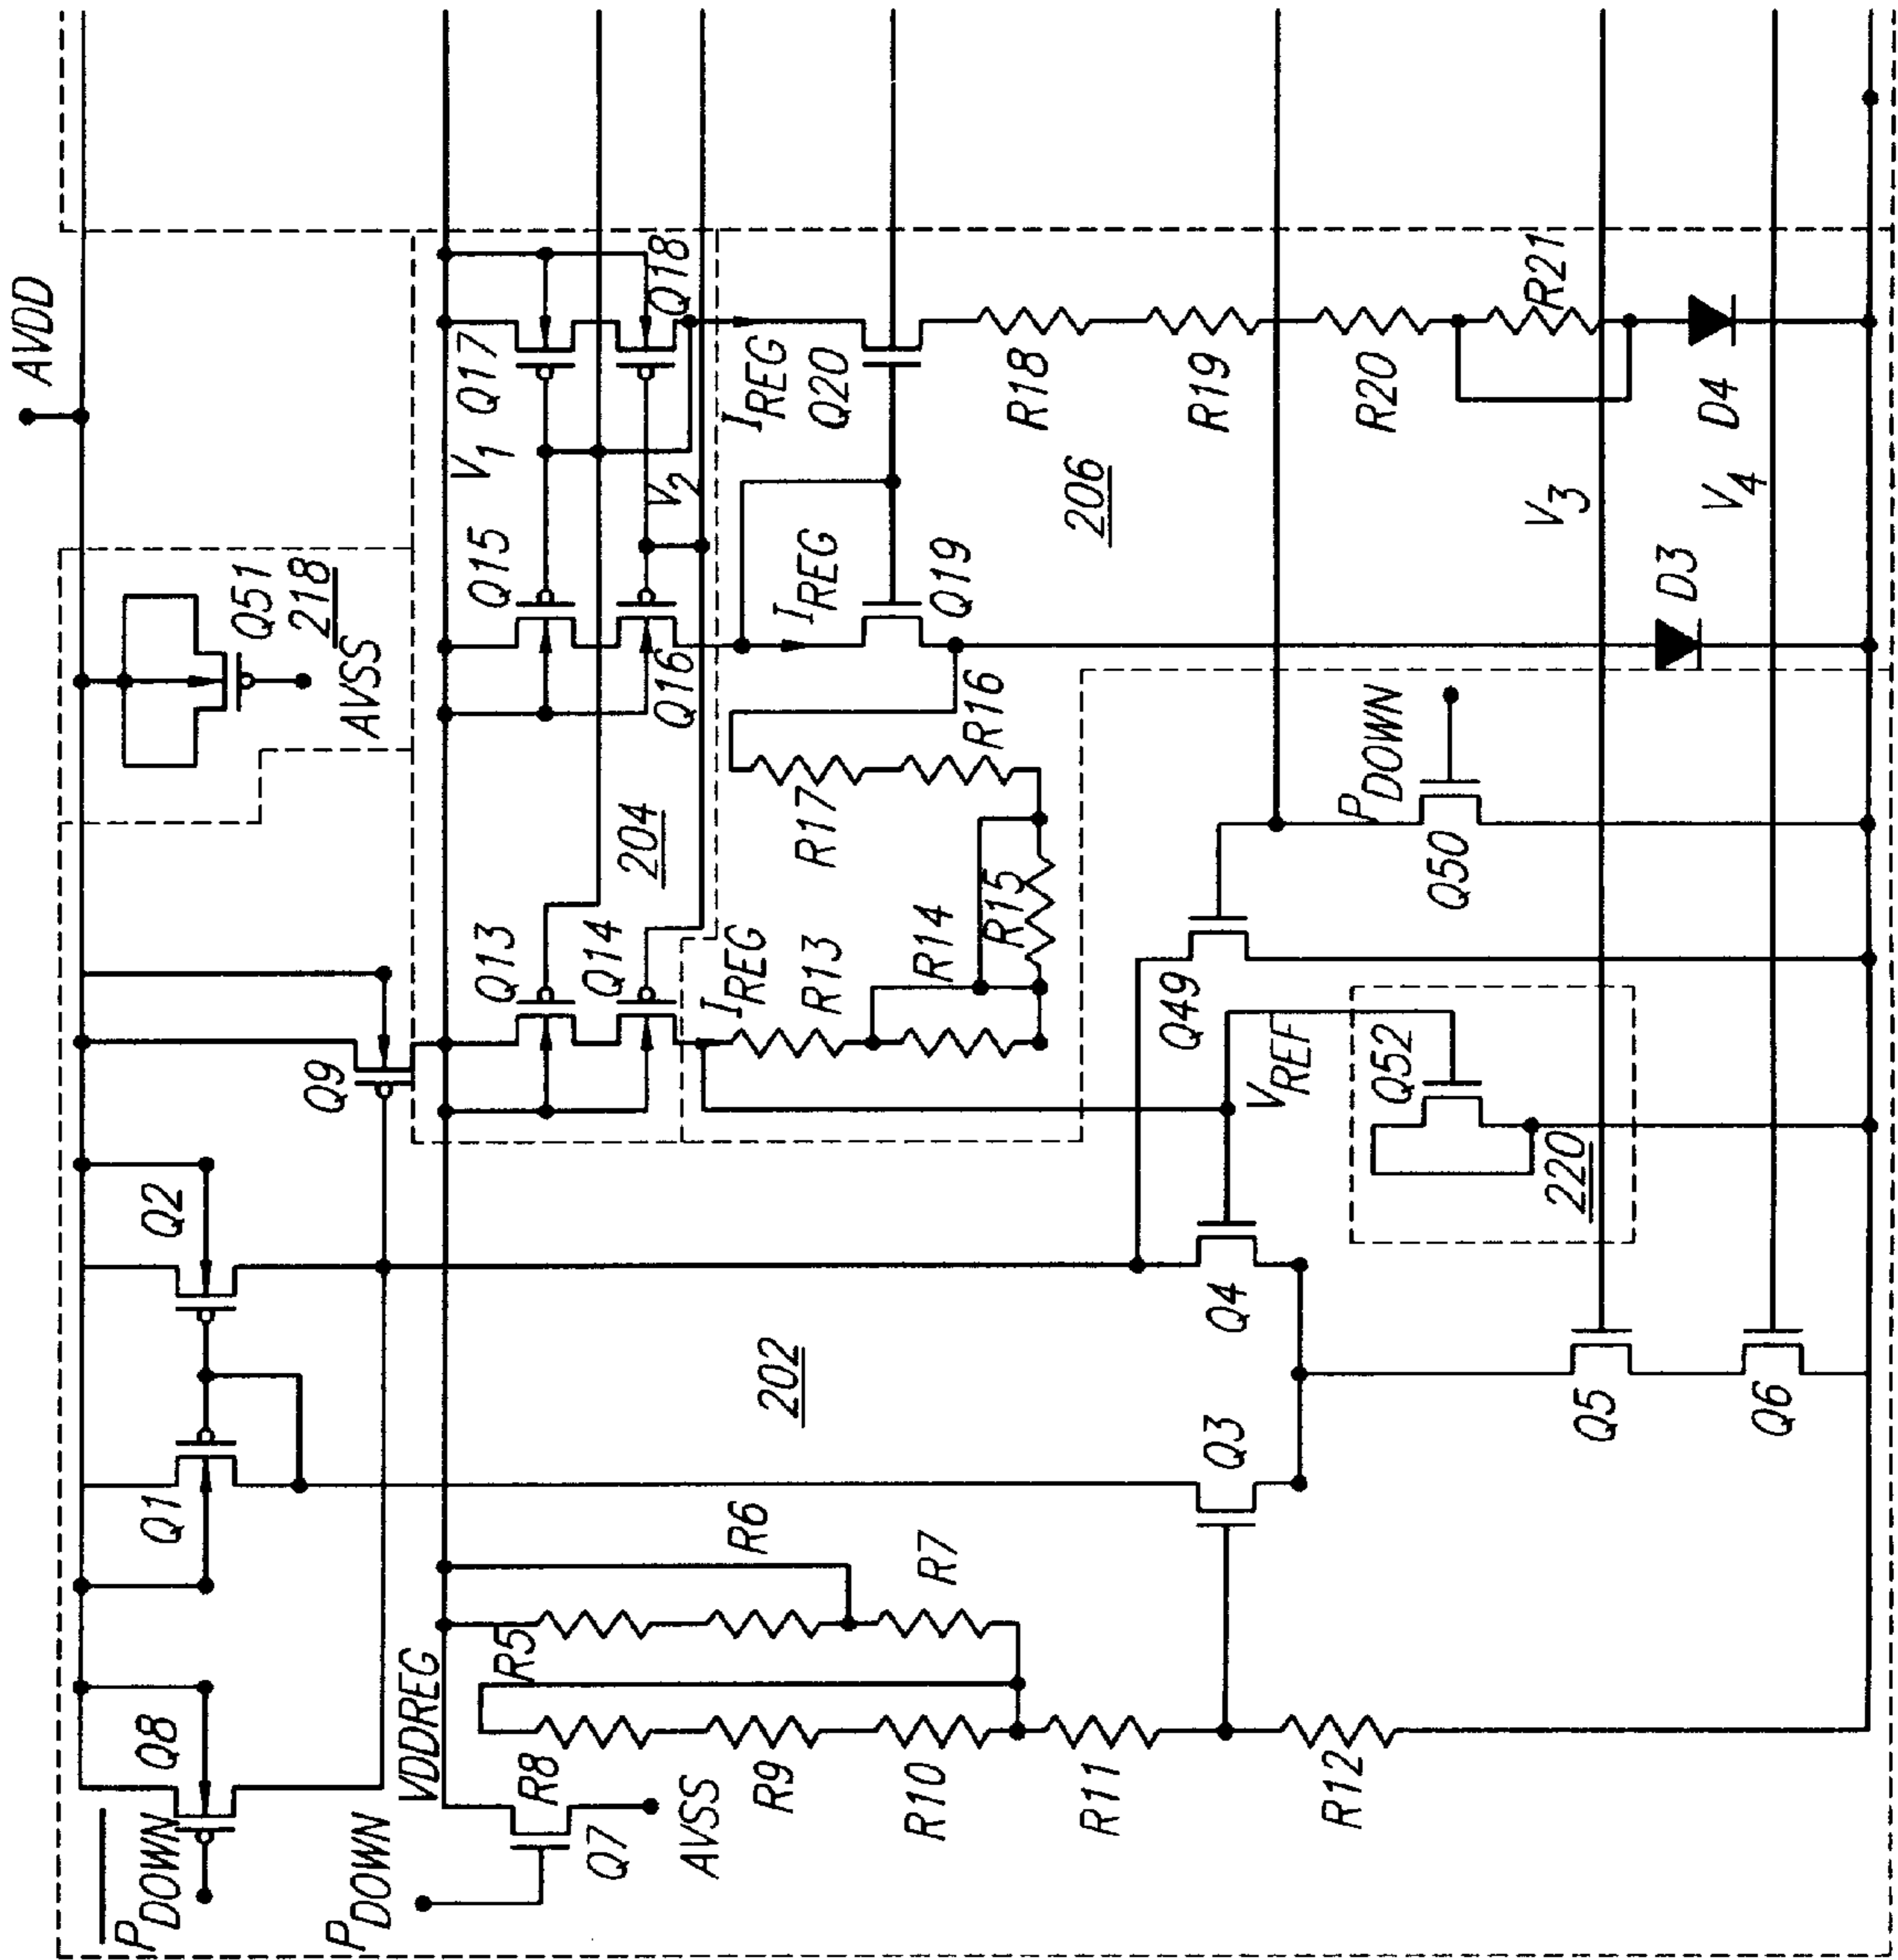 AVDD
Q51
218
AVSS
Q2
Q1
Q8
P̅DOWN
Q9
PDOWN
VDDREG
Q17
V1
Q15
Q18
V2
Q16
Q13
Q14
204
IREG
IREG
IREG
Q20
Q19
R18
R19
R20
R21
206
R17
R16
R13
R14
R15
R5
R6
R7
R8
R9
R10
R11
R12
Q7
AVSS
202
Q3
Q4
Q49
VREF
Q52
220
PDOWN
Q50
V3
V4
D3
D4
Q5
Q6